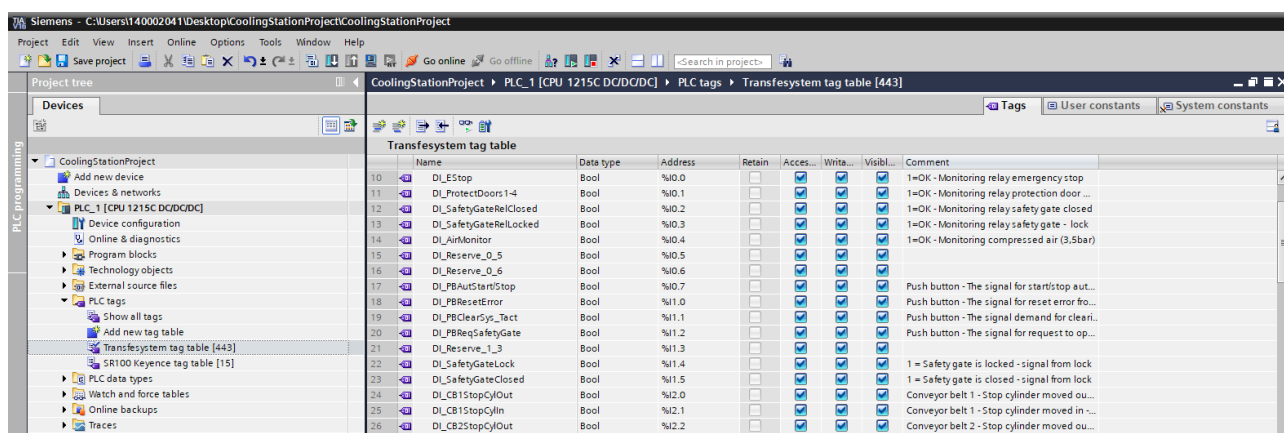 TIA V16 Siemens - C:\Users\140002041\Desktop\CoolingStationProject\CoolingStationProject
Project Edit View Insert Online Options Tools Window Help
Save project Go online Go offline <Search in project>
Project tree CoolingStationProject PLC_1 [CPU 1215C DC/DC/DC] PLC tags Transfesystem tag table [443]
Devices Tags User constants System constants
PLC programming
Transfesystem tag table
Name Data type Address Retain Acces... Writa... Visibl... Comment
CoolingStationProject
Add new device
Devices & networks
PLC_1 [CPU 1215C DC/DC/DC]
Device configuration
Online & diagnostics
Program blocks
Technology objects
External source files
PLC tags
Show all tags
Add new tag table
Transfesystem tag table [443]
SR100 Keyence tag table [15]
PLC data types
Watch and force tables
Online backups
Traces
10 DI_EStop Bool %I0.0 1=OK - Monitoring relay emergency stop
11 DI_ProtectDoors1-4 Bool %I0.1 1=OK - Monitoring relay protection door ...
12 DI_SafetyGateRelClosed Bool %I0.2 1=OK - Monitoring relay safety gate closed
13 DI_SafetyGateRelLocked Bool %I0.3 1=OK - Monitoring relay safety gate - lock
14 DI_AirMonitor Bool %I0.4 1=OK - Monitoring compressed air (3,5bar)
15 DI_Reserve_0_5 Bool %I0.5
16 DI_Reserve_0_6 Bool %I0.6
17 DI_PBAutStart/Stop Bool %I0.7 Push button - The signal for start/stop aut...
18 DI_PBResetError Bool %I1.0 Push button - The signal for reset error fro...
19 DI_PBClearSys_Tact Bool %I1.1 Push button - The signal demand for cleari..
20 DI_PBReqSafetyGate Bool %I1.2 Push button - The signal for request to op...
21 DI_Reserve_1_3 Bool %I1.3
22 DI_SafetyGateLock Bool %I1.4 1 = Safety gate is locked - signal from lock
23 DI_SafetyGateClosed Bool %I1.5 1 = Safety gate is closed - signal from lock
24 DI_CB1StopCylOut Bool %I2.0 Conveyor belt 1 - Stop cylinder moved ou...
25 DI_CB1StopCylIn Bool %I2.1 Conveyor belt 1 - Stop cylinder moved in -...
26 DI_CB2StopCylOut Bool %I2.2 Conveyor belt 2 - Stop cylinder moved ou...